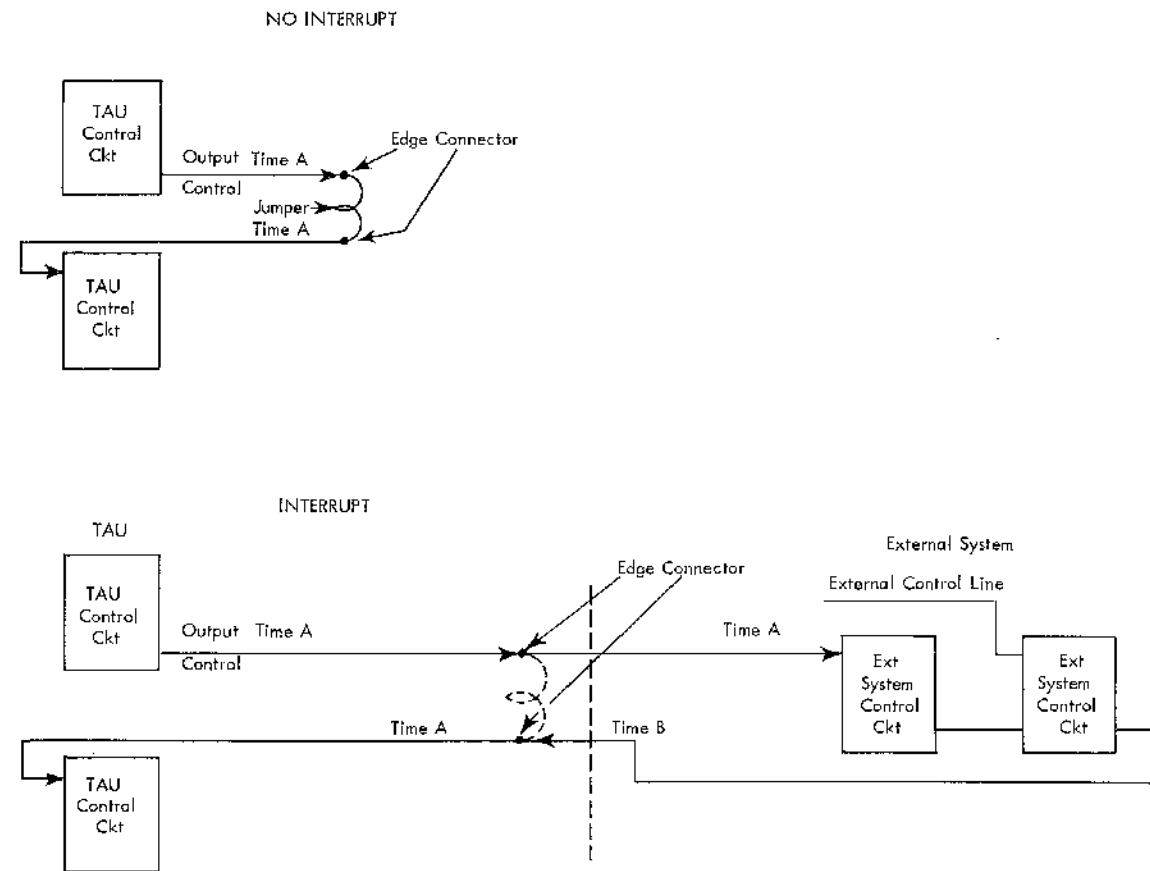 NO INTERRUPT
TAU
Control
Ckt
Edge Connector
Output Time A
Control
Jumper
Time A
TAU
Control
Ckt
INTERRUPT
TAU
External System
Edge Connector
External Control Line
TAU
Control
Ckt
Output Time A
Control
Time A
Ext
System
Control
Ckt
Ext
System
Control
Ckt
Time A
Time B
TAU
Control
Ckt